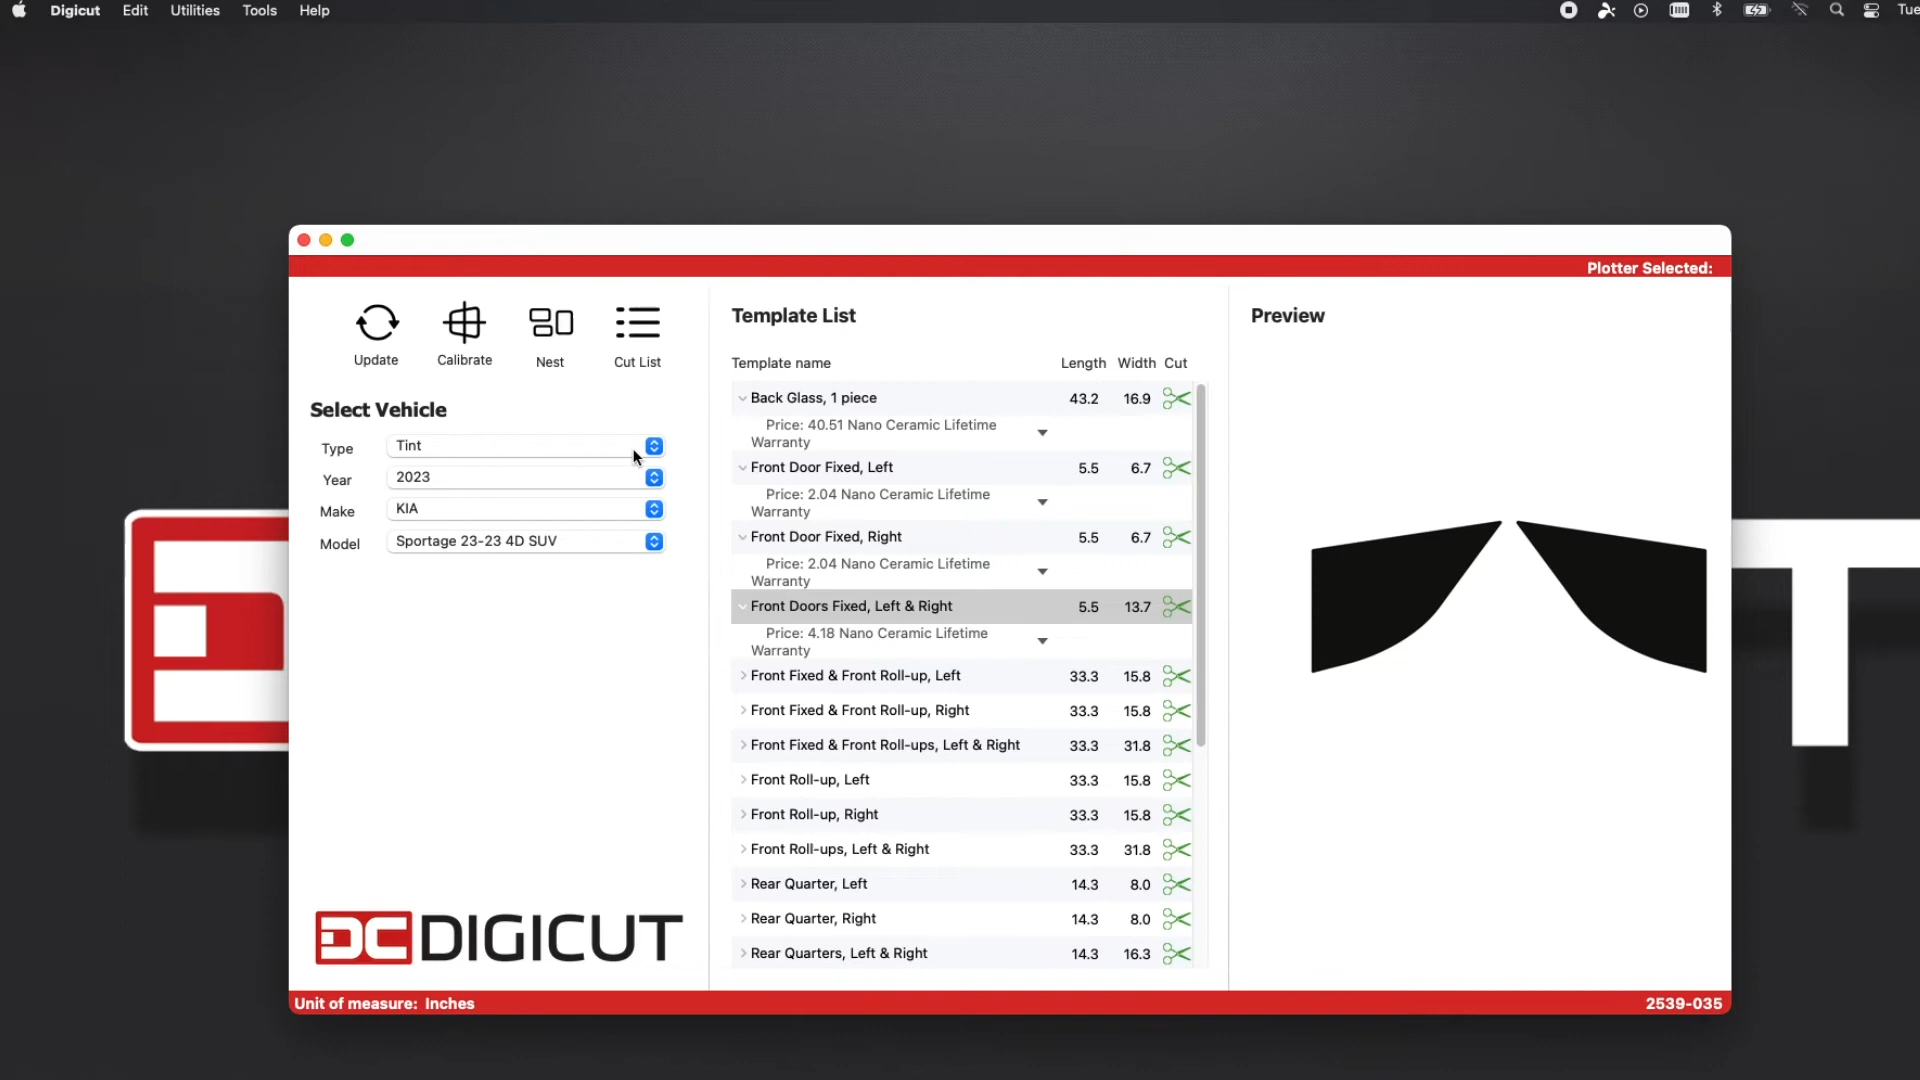 Digicut Edit Utilities Tools Help
Tue
Plotter Selected:
Update Calibrate Nest Cut List
Select Vehicle
Type Tint
Year 2023
Make KIA
Model Sportage 23-23 4D SUV
DC DIGICUT
Template List
Template name Length Width Cut
Back Glass, 1 piece 43.2 16.9
Price: 40.51 Nano Ceramic Lifetime
Warranty
Front Door Fixed, Left 5.5 6.7
Price: 2.04 Nano Ceramic Lifetime
Warranty
Front Door Fixed, Right 5.5 6.7
Price: 2.04 Nano Ceramic Lifetime
Warranty
Front Doors Fixed, Left & Right 5.5 13.7
Price: 4.18 Nano Ceramic Lifetime
Warranty
Front Fixed & Front Roll-up, Left 33.3 15.8
Front Fixed & Front Roll-up, Right 33.3 15.8
Front Fixed & Front Roll-ups, Left & Right 33.3 31.8
Front Roll-up, Left 33.3 15.8
Front Roll-up, Right 33.3 15.8
Front Roll-ups, Left & Right 33.3 31.8
Rear Quarter, Left 14.3 8.0
Rear Quarter, Right 14.3 8.0
Rear Quarters, Left & Right 14.3 16.3
Preview
Unit of measure: Inches
2539-035
T